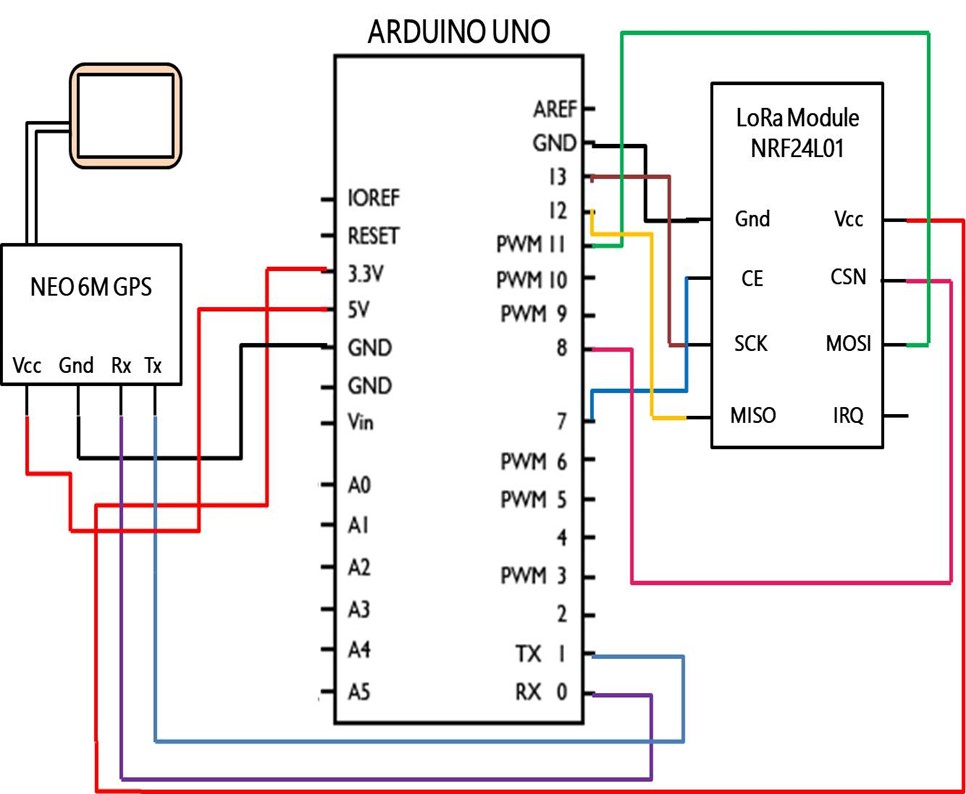 ARDUINO UNO
NEO 6M GPS
Vcc Gnd Rx Tx
IOREF
RESET
3.3V
5V
GND
GND
Vin
A0
A1
A2
A3
A4
A5
AREF
GND
13
12
PWM 11
PWM 10
PWM 9
8
7
PWM 6
PWM 5
4
PWM 3
2
TX 1
RX 0
LoRa Module
NRF24L01
Gnd Vcc
CE CSN
SCK MOSI
MISO IRQ